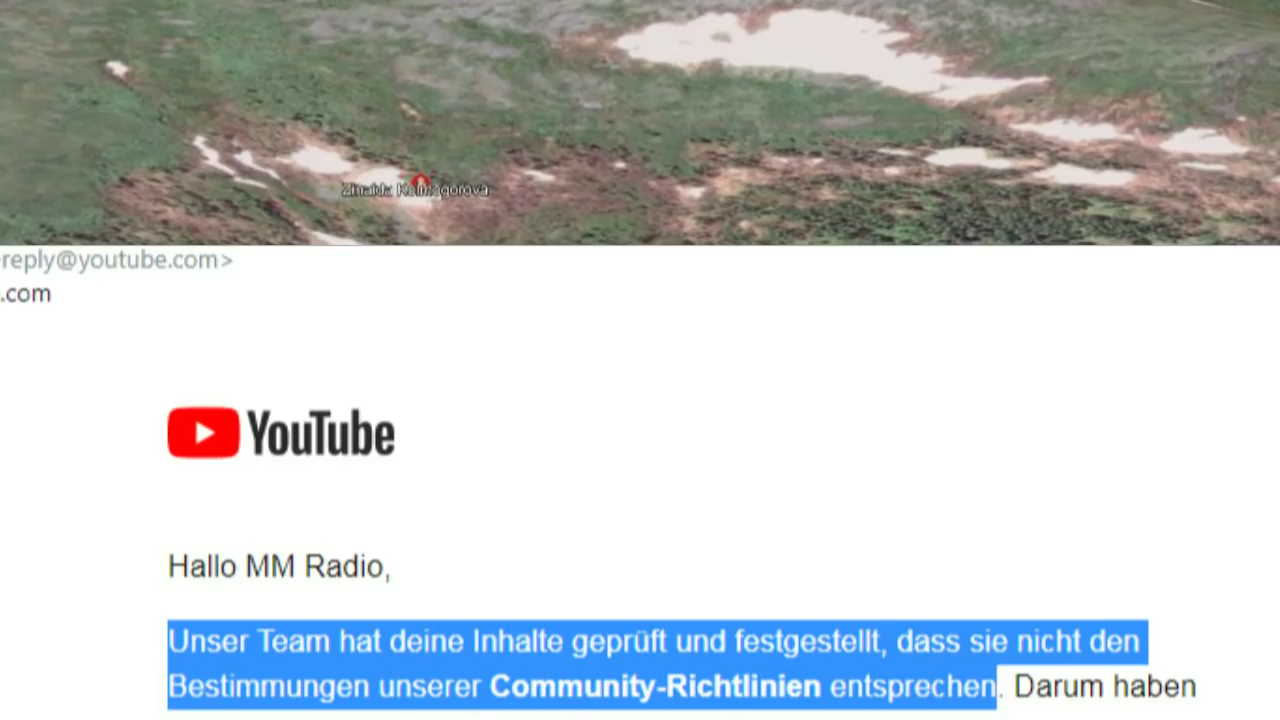 Zinaida Kolmogorova
reply@youtube.com>
.com
YouTube
Hallo MM Radio,
Unser Team hat deine Inhalte geprüft und festgestellt, dass sie nicht den
Bestimmungen unserer Community-Richtlinien entsprechen. Darum haben